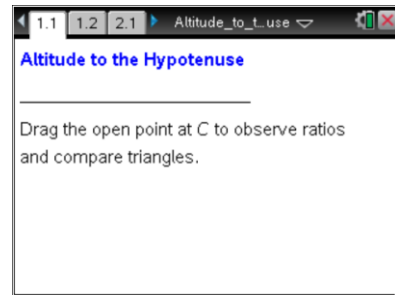 1.1 1.2 2.1 Altitude_to_t...use
Altitude to the Hypotenuse
Drag the open point at C to observe ratios
and compare triangles.